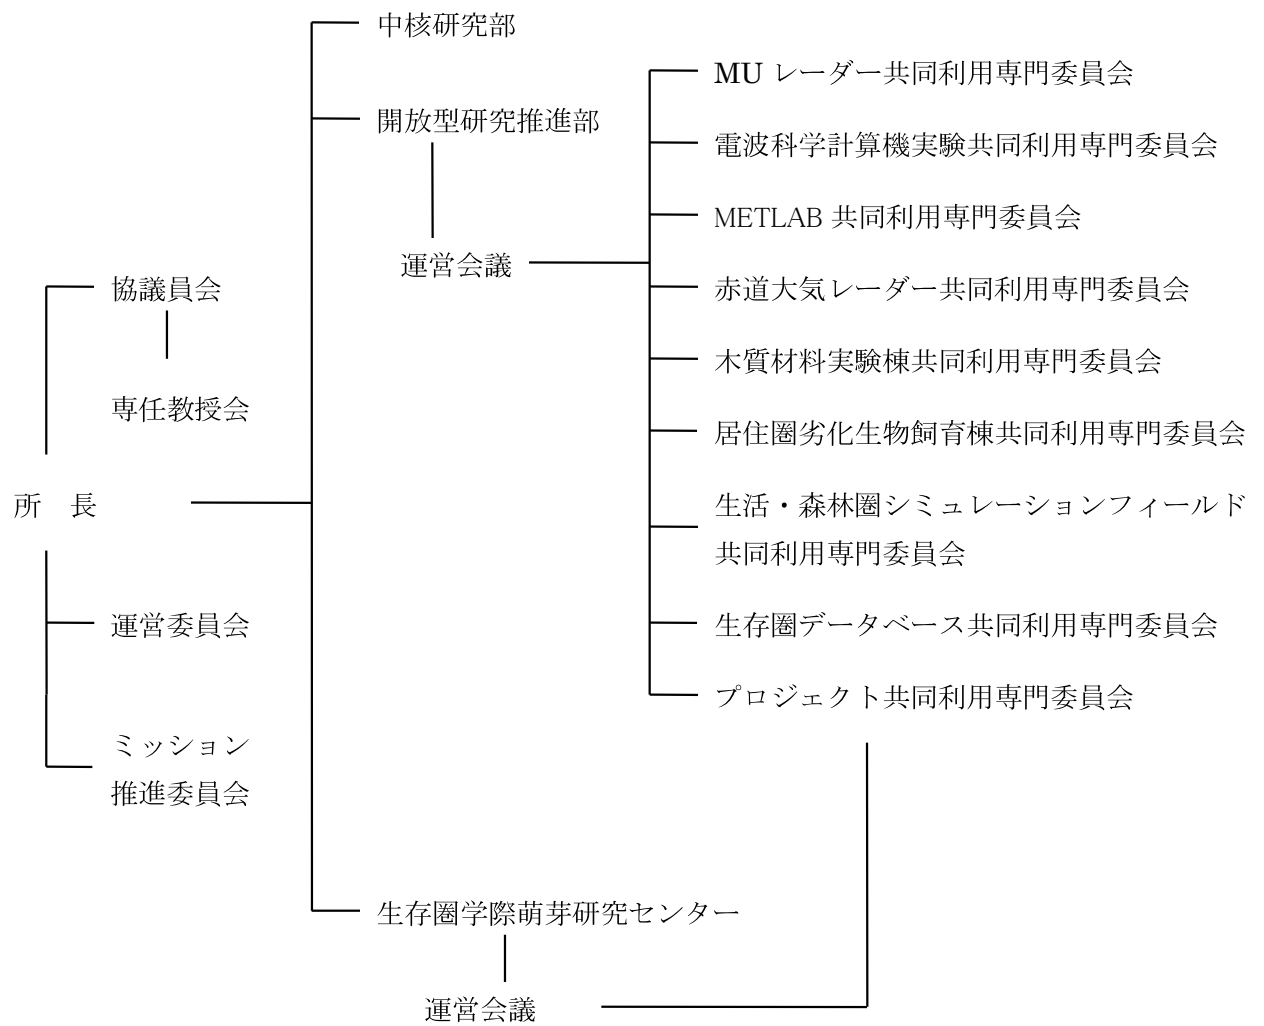 中核研究部
MU レーダー共同利用専門委員会
開放型研究推進部
電波科学計算機実験共同利用専門委員会
METLAB 共同利用専門委員会
運営会議
協議員会
赤道大気レーダー共同利用専門委員会
木質材料実験棟共同利用専門委員会
専任教授会
居住圏劣化生物飼育棟共同利用専門委員会
所　長
生活・森林圏シミュレーションフィールド
共同利用専門委員会
運営委員会
生存圏データベース共同利用専門委員会
プロジェクト共同利用専門委員会
ミッション
推進委員会
生存圏学際萌芽研究センター
運営会議